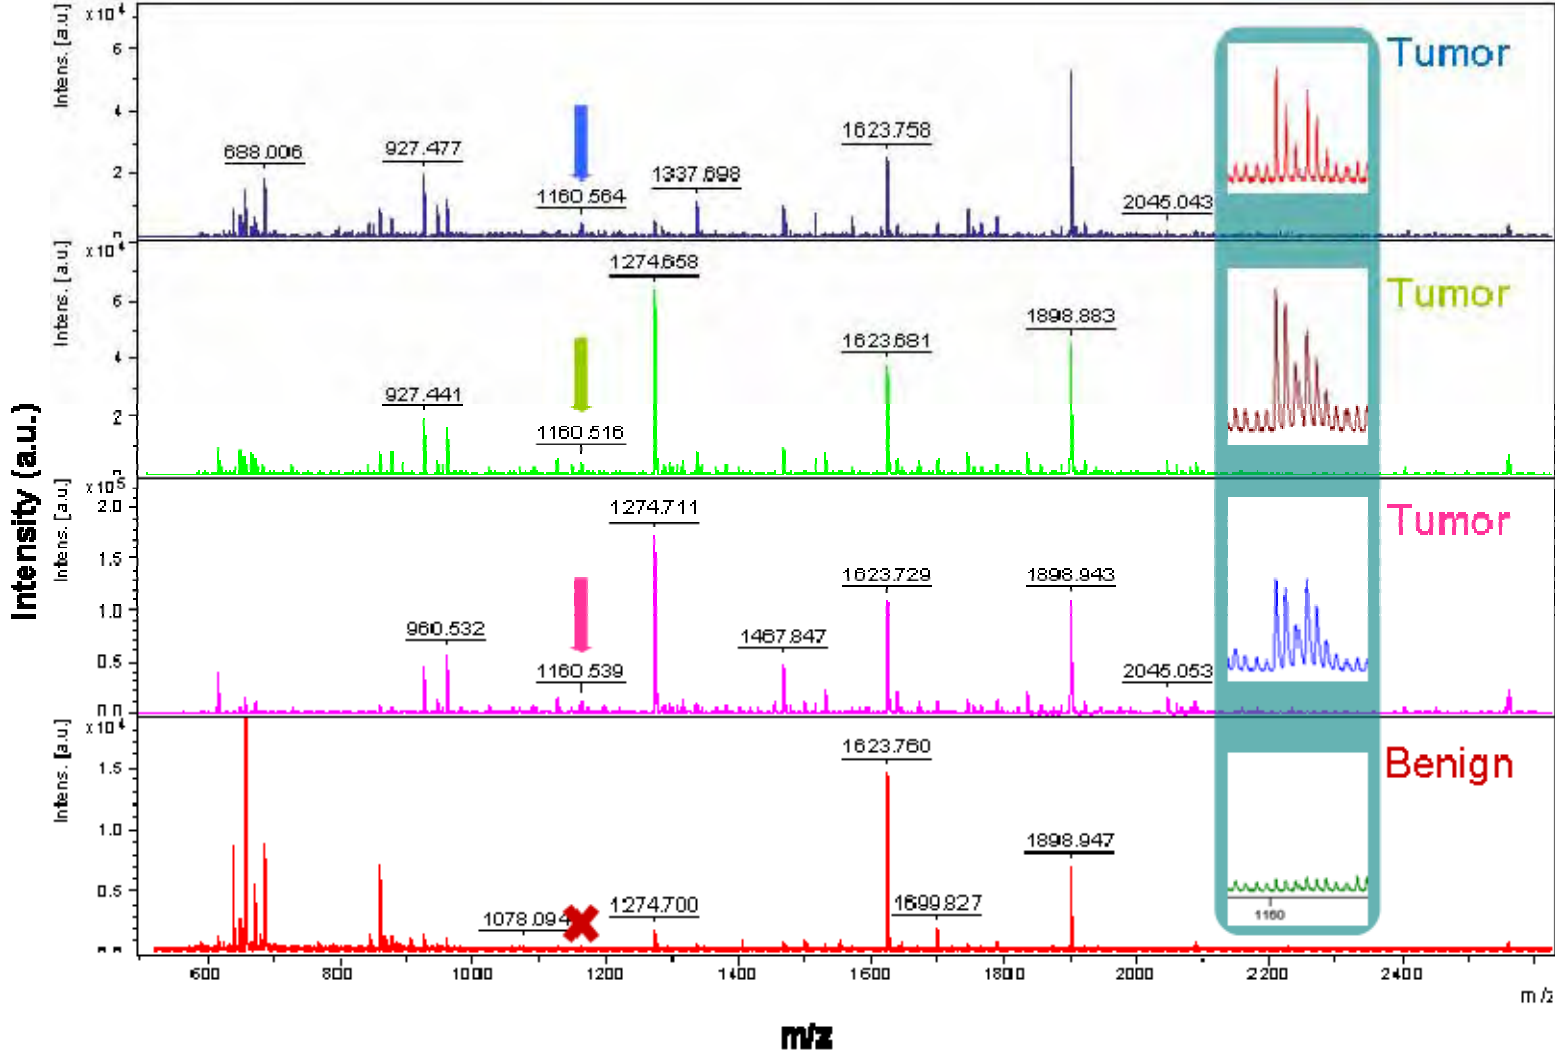 x10⁴
Intens. [a.u.]
6
4
2
0
688.006
927.477
1160.564
1337.698
1623.758
2045.043
Tumor
x10⁴
Intens. [a.u.]
6
4
2
0
927.441
1160.516
1274.658
1623.681
1898.883
Tumor
x10⁵
Intens. [a.u.]
2.0
1.5
1.0
0.5
0.0
960.532
1160.539
1274.711
1467.847
1623.729
1898.943
2045.053
Tumor
x10⁴
Intens. [a.u.]
1.5
1.0
0.5
1078.094
1274.700
1623.760
1699.827
1898.947
Benign
1160
600 800 1000 1200 1400 1600 1800 2000 2200 2400
m/z
Intensity (a.u.)
m/z